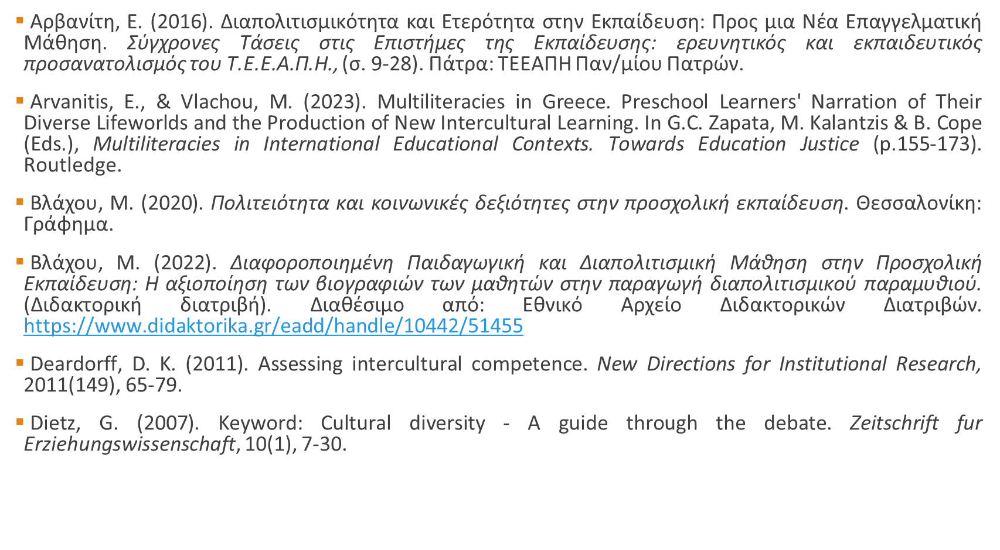 ▪ Αρβανίτη, Ε. (2016). Διαπολιτισμικότητα και Ετερότητα στην Εκπαίδευση: Προς μια Νέα Επαγγελματική
Μάθηση. Σύγχρονες Τάσεις στις Επιστήμες της Εκπαίδευσης: ερευνητικός και εκπαιδευτικός
προσανατολισμός του Τ.Ε.Ε.Α.Π.Η., (σ. 9-28). Πάτρα: ΤΕΕΑΠΗ Παν/μίου Πατρών.
▪ Arvanitis, E., & Vlachou, M. (2023). Multiliteracies in Greece. Preschool Learners' Narration of Their
Diverse Lifeworlds and the Production of New Intercultural Learning. In G.C. Zapata, M. Kalantzis & B. Cope
(Eds.), Multiliteracies in International Educational Contexts. Towards Education Justice (p.155-173).
Routledge.
▪ Βλάχου, Μ. (2020). Πολιτειότητα και κοινωνικές δεξιότητες στην προσχολική εκπαίδευση. Θεσσαλονίκη:
Γράφημα.
▪ Βλάχου, Μ. (2022). Διαφοροποιημένη Παιδαγωγική και Διαπολιτισμική Μάθηση στην Προσχολική
Εκπαίδευση: Η αξιοποίηση των βιογραφιών των μαθητών στην παραγωγή διαπολιτισμικού παραμυθιού.
(Διδακτορική διατριβή). Διαθέσιμο από: Εθνικό Αρχείο Διδακτορικών Διατριβών.
https://www.didaktorika.gr/eadd/handle/10442/51455
▪ Deardorff, D. K. (2011). Assessing intercultural competence. New Directions for Institutional Research,
2011(149), 65-79.
▪ Dietz, G. (2007). Keyword: Cultural diversity - A guide through the debate. Zeitschrift fur
Erziehungswissenschaft, 10(1), 7-30.